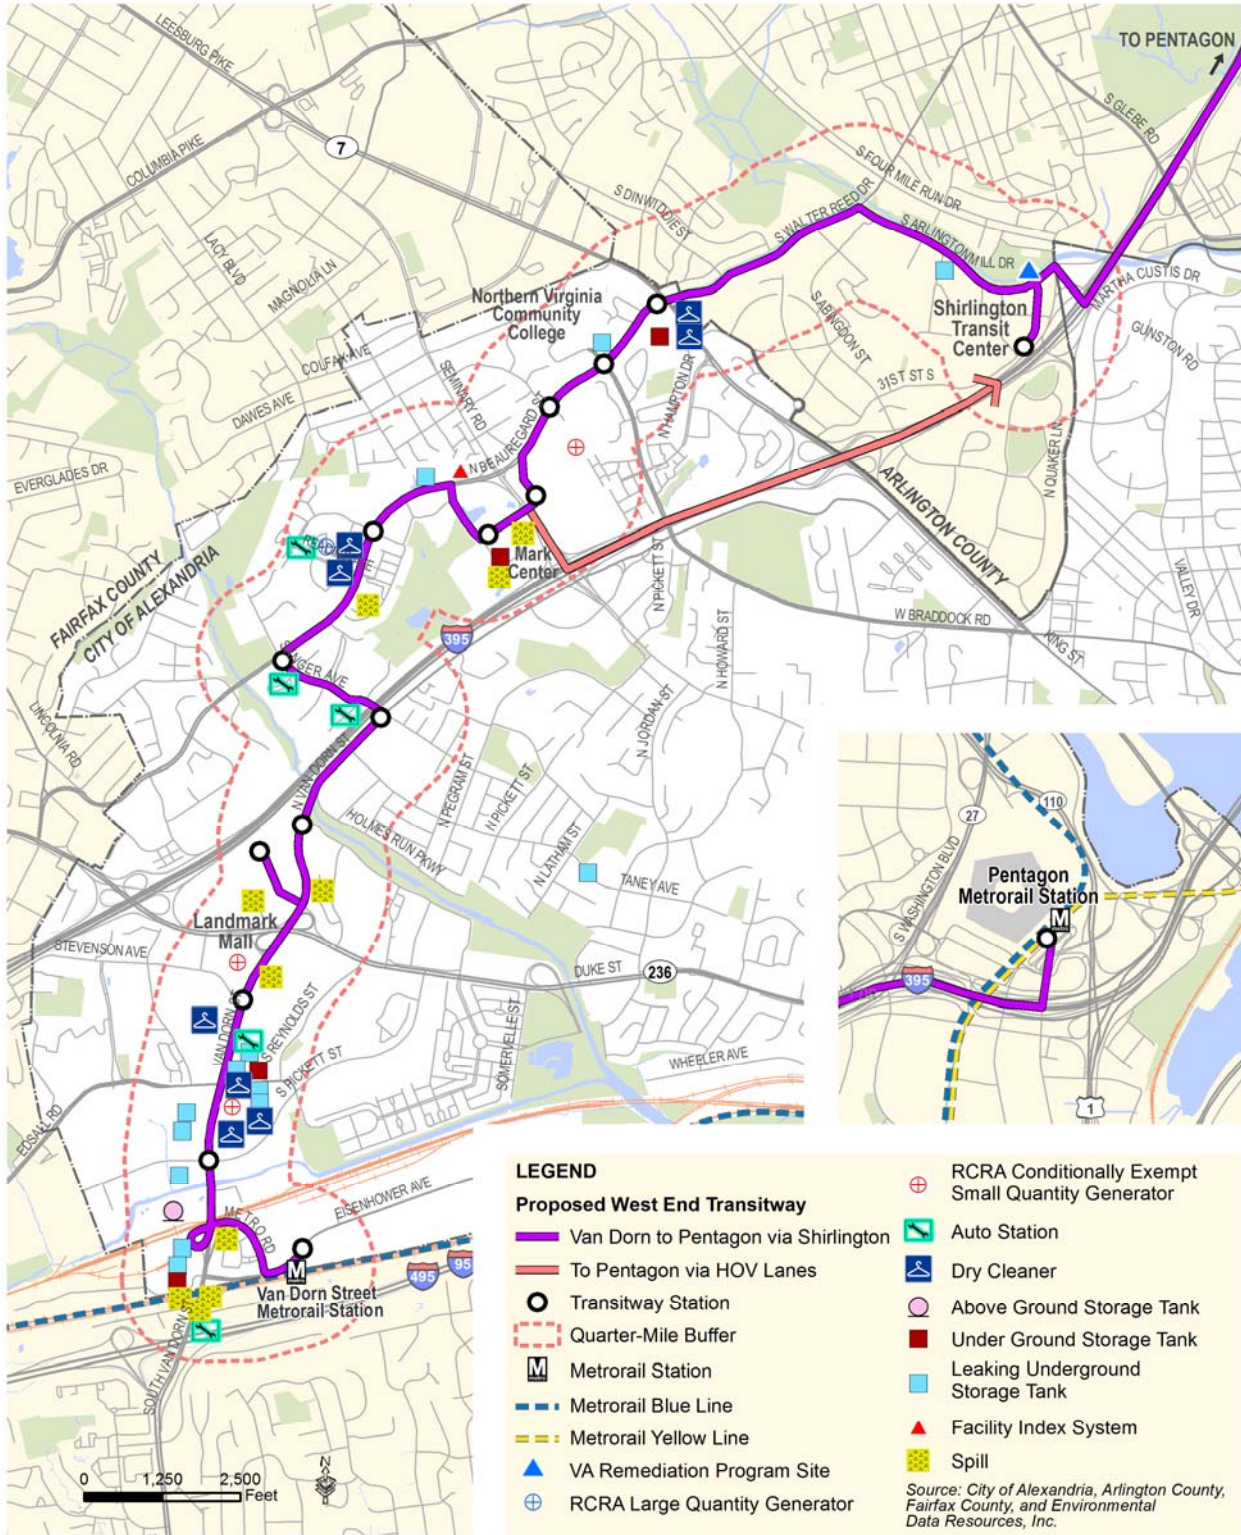 LEESBURG PIKE
TO PENTAGON
S GLEBE RD
7
COLUMBIA PIKE
S FOUR MILE RUN DR
S DINWIDDIE ST
S WALTER REED DR
S ARLINGTON MILL DR
LACY BLVD
MAGNOLIA LN
MARTHA CUSTIS DR
Northern Virginia
Community
College
Shirlington
Transit
Center
S ABINGDON ST
GUNSTON RD
COLFAX AVE
SEMINARY RD
31ST ST S
DAWES AVE
N HAMPTON DR
N BEAUREGARD ST
N QUAKER LN
EVERGLADES DR
ARLINGTON COUNTY
FAIRFAX COUNTY
CITY OF ALEXANDRIA
Mark
Center
N PICKETT ST
VALLEY DR
W BRADDOCK RD
395
KING ST
N HOWARD ST
LINCOLNIA RD
N JORDAN ST
N VAN DORN ST
N PEGRAM ST
N PICKETT ST
HOLMES RUN PKWY
N LATHAM ST
TANEY AVE
Landmark
Mall
STEVENSON AVE
DUKE ST
236
VAN DORN ST
S REYNOLDS ST
S PICKETT ST
SOMERVELLE ST
WHEELER AVE
EDSALL RD
METRO RD
EISENHOWER AVE
M
495
95
Van Dorn Street
Metrorail Station
SOUTH VAN DORN ST
0 1,250 2,500
Feet
N
27
110
S WASHINGTON BLVD
Pentagon
Metrorail Station
M
395
1
LEGEND
Proposed West End Transitway
Van Dorn to Pentagon via Shirlington
To Pentagon via HOV Lanes
Transitway Station
Quarter-Mile Buffer
M
Metrorail Station
Metrorail Blue Line
Metrorail Yellow Line
VA Remediation Program Site
RCRA Large Quantity Generator
RCRA Conditionally Exempt
Small Quantity Generator
Auto Station
Dry Cleaner
Above Ground Storage Tank
Under Ground Storage Tank
Leaking Underground
Storage Tank
Facility Index System
Spill
Source: City of Alexandria, Arlington County,
Fairfax County, and Environmental
Data Resources, Inc.